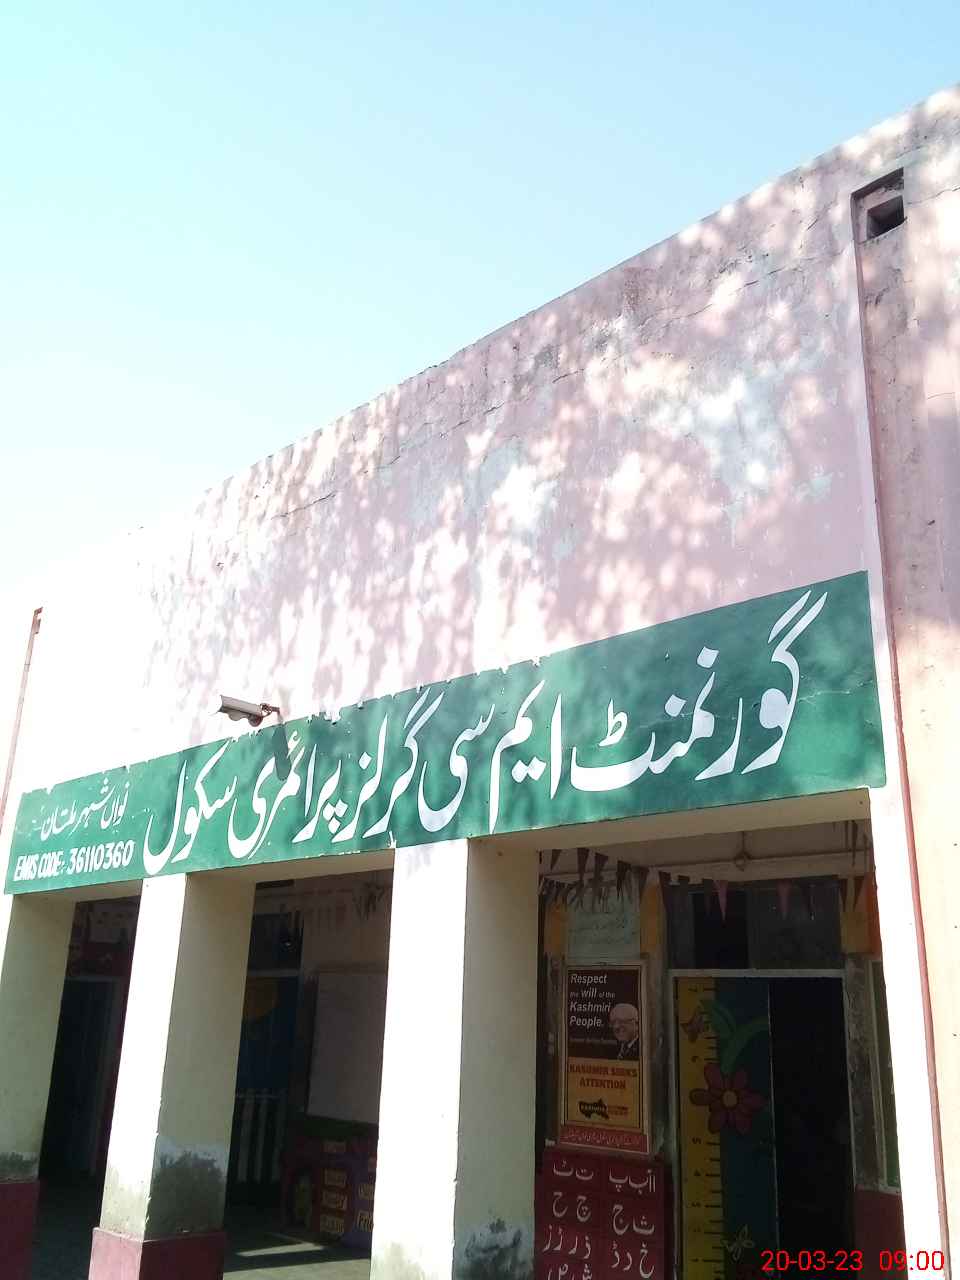 گورنمنٹ ایم سی گرلز پرائمری سکول
نواں شہر ملتان
EMIS CODE: 36110360
Respect
the will of the
Kashmiri
People.
KASHMIR SEEKS
ATTENTION
ا آ ب پ ت ٹ
ث ج چ ح
خ د ڈ ذ ر ڑ ز
20-03-23 09:00